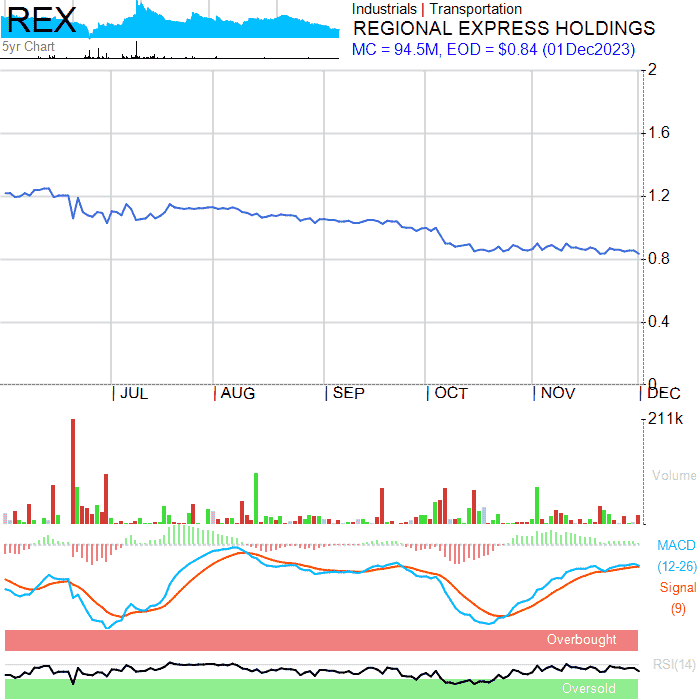 REX
5yr Chart
Industrials | Transportation
REGIONAL EXPRESS HOLDINGS
MC = 94.5M, EOD = $0.84 (01Dec2023)
2
1.6
1.2
0.8
0.4
0
| JUL | AUG | SEP | OCT | NOV | DEC
211k
Volume
MACD
(12-26)
Signal
(9)
Overbought
RSI(14)
Oversold